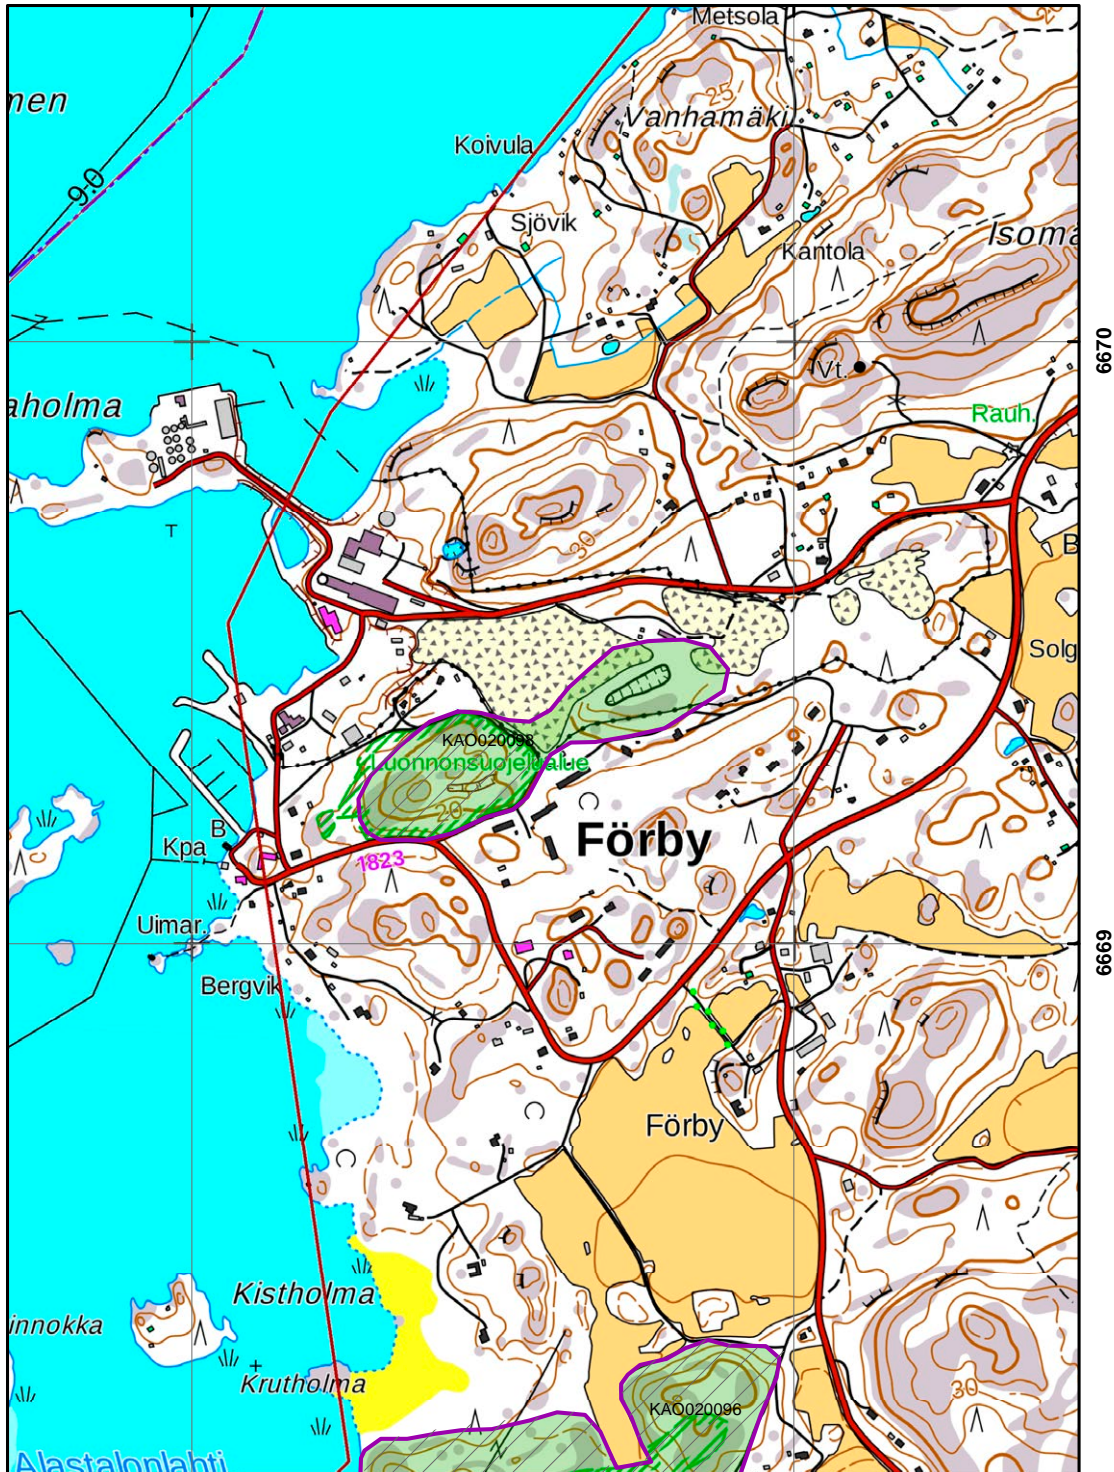 Metsola
men
25
Vanhamäki
Koivula
9.0
Sjövik
Isomä
Kantola
6670
Vt.
aholma
Rauh.
T
30
B
Solg
KAO020098
Luonnonsuojelualue
20
B
Förby
Kpa
1823
Uimar.
6669
Bergvik
Förby
Kistholma
innokka
Krutholma
30
KAO020096
Alastalonlahti